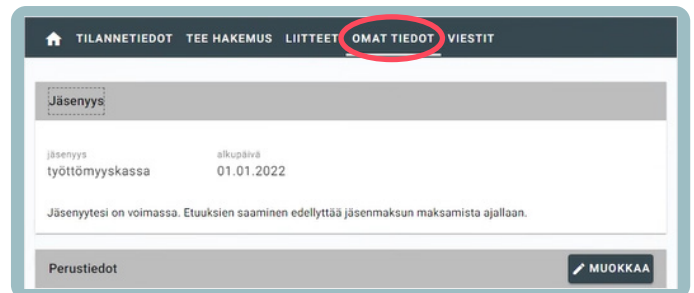 TILANNETIEDOT TEE HAKEMUS LIITTEET OMAT TIEDOT VIESTIT
Jäsenyys
jäsenyys alkupäivä
työttömyyskassa 01.01.2022
Jäsenyytesi on voimassa. Etuuksien saaminen edellyttää jäsenmaksun maksamista ajallaan.
Perustiedot MUOKKAA